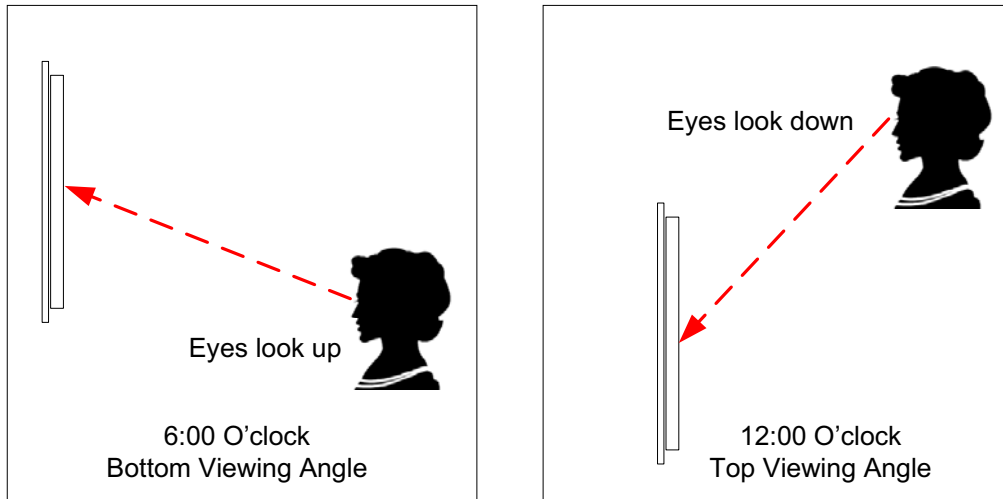 Eyes look up
6:00 O’clock
Bottom Viewing Angle
Eyes look down
12:00 O’clock
Top Viewing Angle